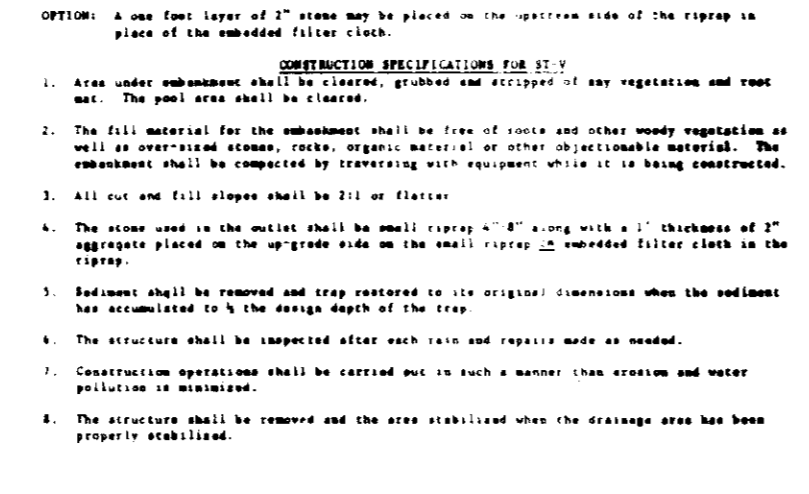 OPTION: A one foot layer of 2" stone may be placed on the upstream side of the riprap in
place of the embedded filter cloth.
CONSTRUCTION SPECIFICATIONS FOR ST-V
1. Area under embankment shall be cleared, grubbed and stripped of any vegetation and root
mat. The pool area shall be cleared.
2. The fill material for the embankment shall be free of roots and other woody vegetation as
well as over-sized stones, rocks, organic material or other objectionable material. The
embankment shall be compacted by traversing with equipment while it is being constructed.
3. All cut and fill slopes shall be 2:1 or flatter
4. The stone used in the outlet shall be small riprap 4"-8" along with a 1' thickness of 2"
aggregate placed on the up-grade side on the small riprap or embedded filter cloth in the
riprap.
5. Sediment shall be removed and trap restored to its original dimensions when the sediment
has accumulated to ½ the design depth of the trap.
6. The structure shall be inspected after each rain and repairs made as needed.
7. Construction operations shall be carried out in such a manner than erosion and water
pollution is minimized.
8. The structure shall be removed and the area stabilized when the drainage area has been
properly stabilized.